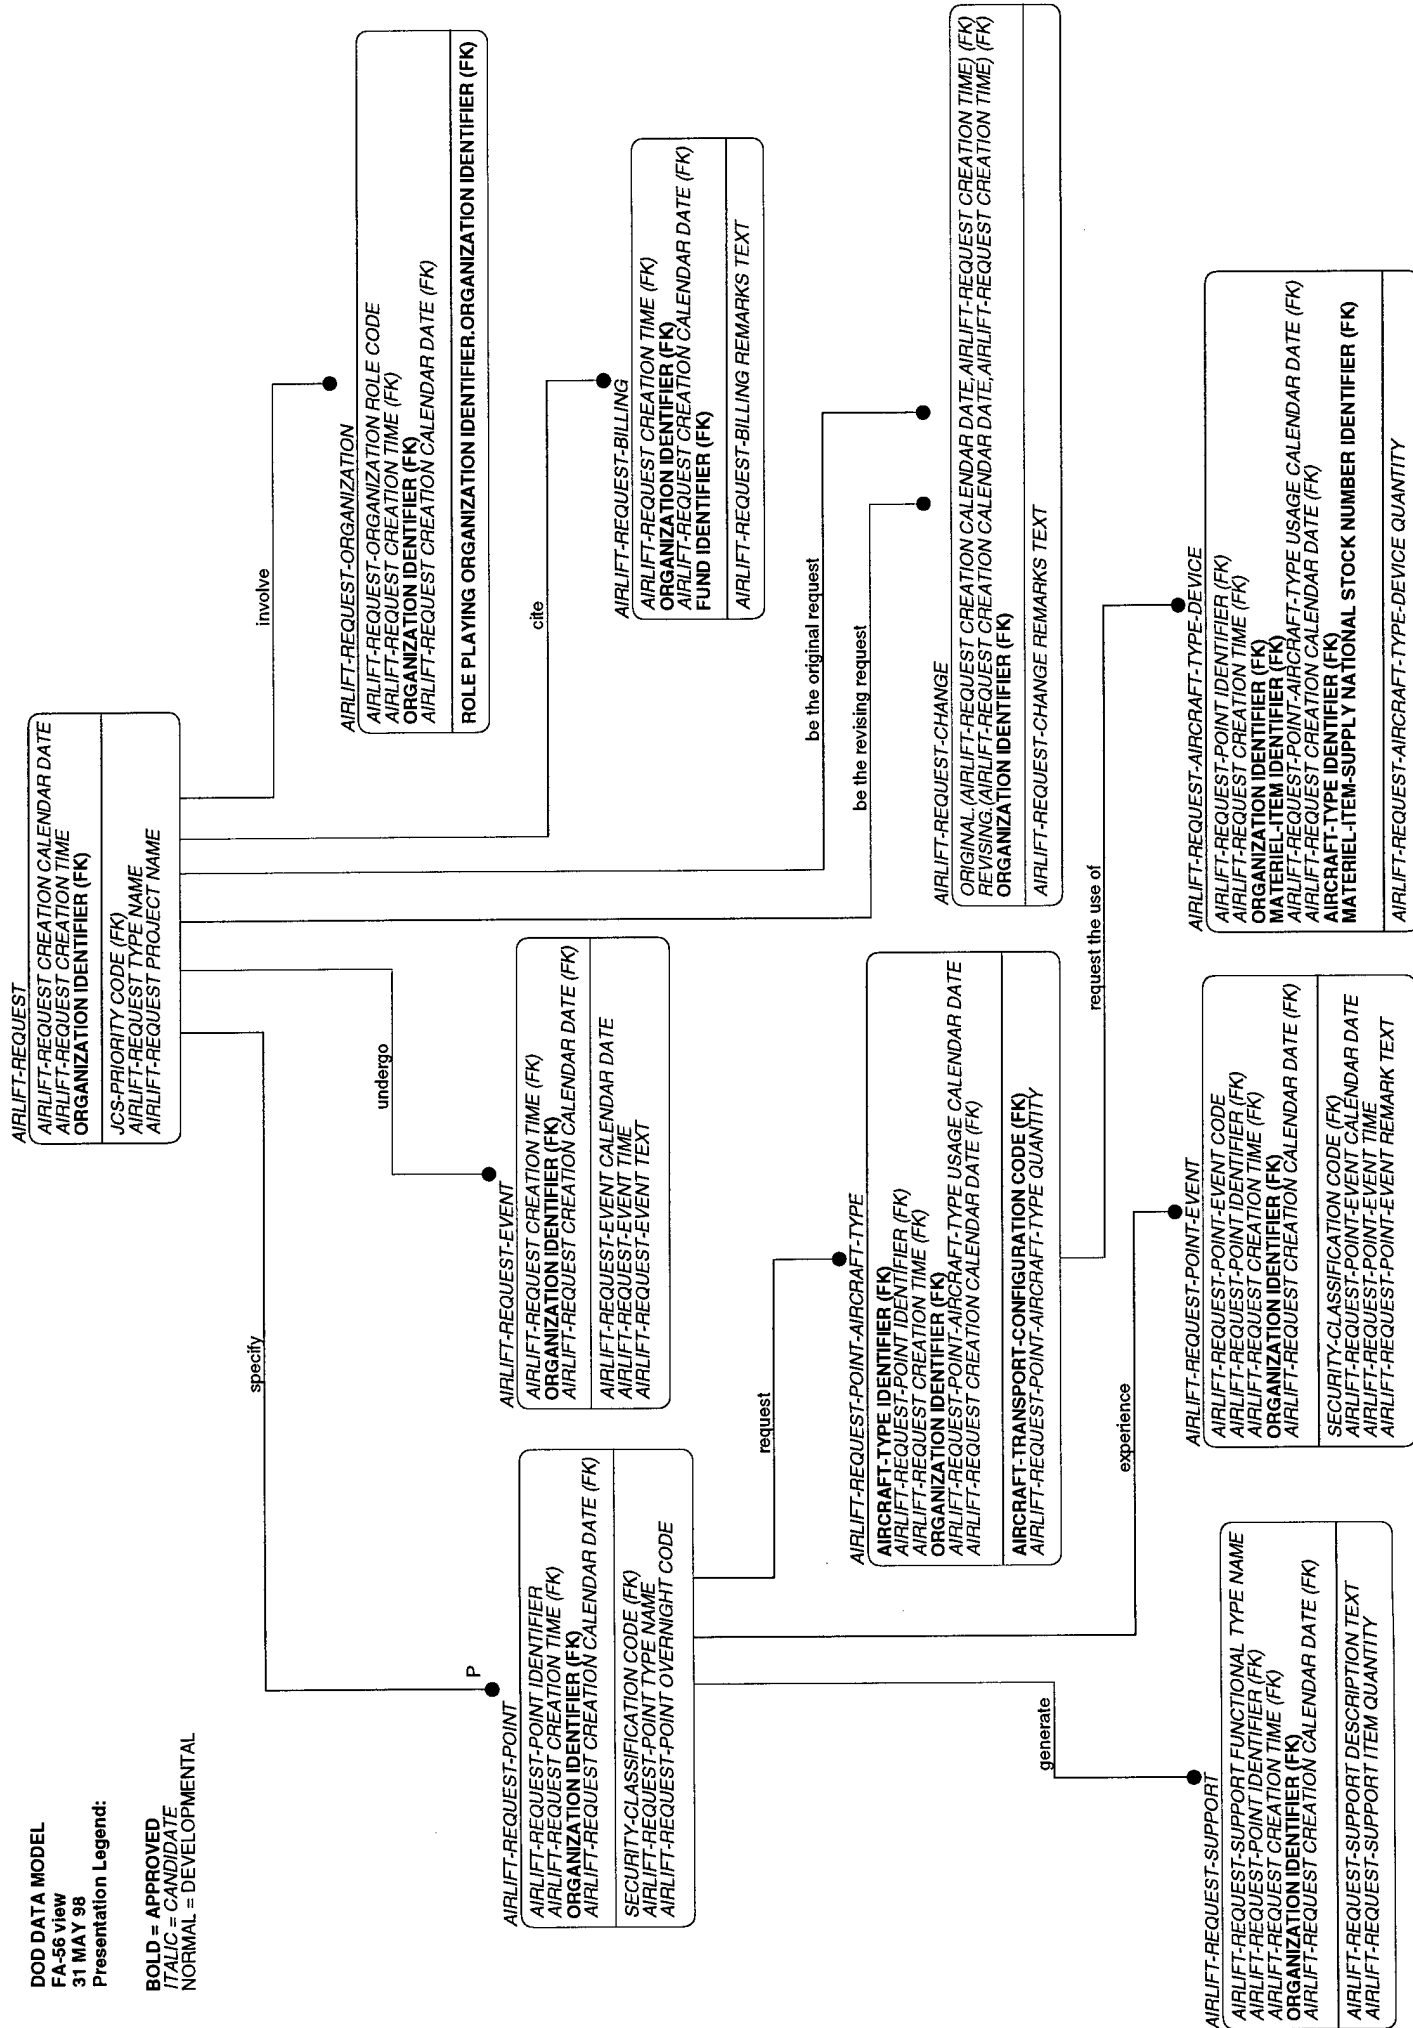 DOD DATA MODEL
FA-56 view
31 MAY 98
Presentation Legend:
BOLD = APPROVED
ITALIC = CANDIDATE
NORMAL = DEVELOPMENTAL
AIRLIFT-REQUEST
AIRLIFT-REQUEST CREATION CALENDAR DATE
AIRLIFT-REQUEST CREATION TIME
ORGANIZATION IDENTIFIER (FK)
JCS-PRIORITY CODE (FK)
AIRLIFT-REQUEST TYPE NAME
AIRLIFT-REQUEST PROJECT NAME
specify
undergo
involve
cite
be the original request
be the revising request
P
AIRLIFT-REQUEST-POINT
AIRLIFT-REQUEST-POINT IDENTIFIER
AIRLIFT-REQUEST CREATION TIME (FK)
ORGANIZATION IDENTIFIER (FK)
AIRLIFT-REQUEST CREATION CALENDAR DATE (FK)
SECURITY-CLASSIFICATION CODE (FK)
AIRLIFT-REQUEST-POINT TYPE NAME
AIRLIFT-REQUEST-POINT OVERNIGHT CODE
AIRLIFT-REQUEST-EVENT
AIRLIFT-REQUEST CREATION TIME (FK)
ORGANIZATION IDENTIFIER (FK)
AIRLIFT-REQUEST CREATION CALENDAR DATE (FK)
AIRLIFT-REQUEST-EVENT CALENDAR DATE
AIRLIFT-REQUEST-EVENT TIME
AIRLIFT-REQUEST-EVENT TEXT
AIRLIFT-REQUEST-ORGANIZATION
AIRLIFT-REQUEST-ORGANIZATION ROLE CODE
AIRLIFT-REQUEST CREATION TIME (FK)
ORGANIZATION IDENTIFIER (FK)
AIRLIFT-REQUEST CREATION CALENDAR DATE (FK)
ROLE PLAYING ORGANIZATION IDENTIFIER.ORGANIZATION IDENTIFIER (FK)
AIRLIFT-REQUEST-BILLING
AIRLIFT-REQUEST CREATION TIME (FK)
ORGANIZATION IDENTIFIER (FK)
AIRLIFT-REQUEST CREATION CALENDAR DATE (FK)
FUND IDENTIFIER (FK)
AIRLIFT-REQUEST-BILLING REMARKS TEXT
request
experience
generate
AIRLIFT-REQUEST-POINT-AIRCRAFT-TYPE
AIRCRAFT-TYPE IDENTIFIER (FK)
AIRLIFT-REQUEST-POINT IDENTIFIER (FK)
AIRLIFT-REQUEST CREATION TIME (FK)
ORGANIZATION IDENTIFIER (FK)
AIRLIFT-REQUEST-POINT-AIRCRAFT-TYPE USAGE CALENDAR DATE
AIRLIFT-REQUEST CREATION CALENDAR DATE (FK)
AIRCRAFT-TRANSPORT-CONFIGURATION CODE (FK)
AIRLIFT-REQUEST-POINT-AIRCRAFT-TYPE QUANTITY
AIRLIFT-REQUEST-CHANGE
ORIGINAL.(AIRLIFT-REQUEST CREATION CALENDAR DATE,AIRLIFT-REQUEST CREATION TIME) (FK)
REVISING.(AIRLIFT-REQUEST CREATION CALENDAR DATE,AIRLIFT-REQUEST CREATION TIME) (FK)
ORGANIZATION IDENTIFIER (FK)
AIRLIFT-REQUEST-CHANGE REMARKS TEXT
request the use of
AIRLIFT-REQUEST-SUPPORT
AIRLIFT-REQUEST-SUPPORT FUNCTIONAL TYPE NAME
AIRLIFT-REQUEST-POINT IDENTIFIER (FK)
AIRLIFT-REQUEST CREATION TIME (FK)
ORGANIZATION IDENTIFIER (FK)
AIRLIFT-REQUEST CREATION CALENDAR DATE (FK)
AIRLIFT-REQUEST-SUPPORT DESCRIPTION TEXT
AIRLIFT-REQUEST-SUPPORT ITEM QUANTITY
AIRLIFT-REQUEST-POINT-EVENT
AIRLIFT-REQUEST-POINT-EVENT CODE
AIRLIFT-REQUEST-POINT IDENTIFIER (FK)
AIRLIFT-REQUEST CREATION TIME (FK)
ORGANIZATION IDENTIFIER (FK)
AIRLIFT-REQUEST CREATION CALENDAR DATE (FK)
SECURITY-CLASSIFICATION CODE (FK)
AIRLIFT-REQUEST-POINT-EVENT CALENDAR DATE
AIRLIFT-REQUEST-POINT-EVENT TIME
AIRLIFT-REQUEST-POINT-EVENT REMARK TEXT
AIRLIFT-REQUEST-AIRCRAFT-TYPE-DEVICE
AIRLIFT-REQUEST-POINT IDENTIFIER (FK)
AIRLIFT-REQUEST CREATION TIME (FK)
ORGANIZATION IDENTIFIER (FK)
MATERIEL-ITEM IDENTIFIER (FK)
AIRLIFT-REQUEST-POINT-AIRCRAFT-TYPE USAGE CALENDAR DATE (FK)
AIRLIFT-REQUEST CREATION CALENDAR DATE (FK)
AIRCRAFT-TYPE IDENTIFIER (FK)
MATERIEL-ITEM-SUPPLY NATIONAL STOCK NUMBER IDENTIFIER (FK)
AIRLIFT-REQUEST-AIRCRAFT-TYPE-DEVICE QUANTITY